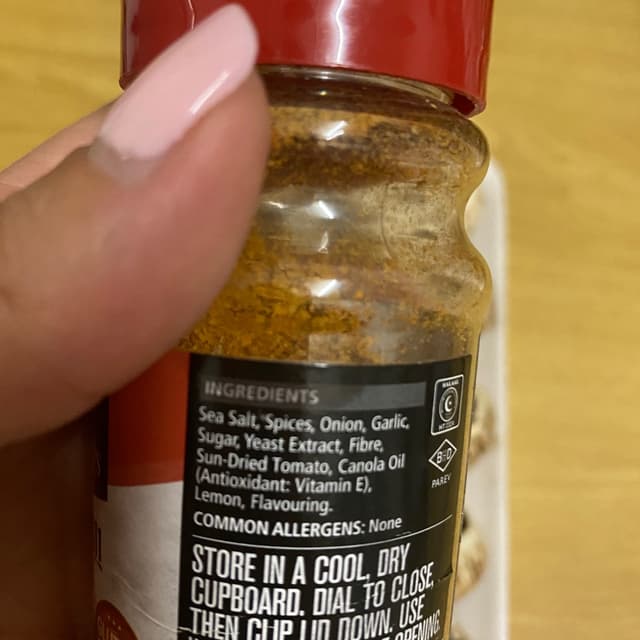 INGREDIENTS
Sea Salt, Spices, Onion, Garlic,
Sugar, Yeast Extract, Fibre,
Sun-Dried Tomato, Canola Oil
(Antioxidant: Vitamin E),
Lemon, Flavouring.
COMMON ALLERGENS: None
STORE IN A COOL, DRY
CUPBOARD. DIAL TO CLOSE,
THEN CLIP LID DOWN. USE
OPENING.
HALAAL
B-D
PAREV